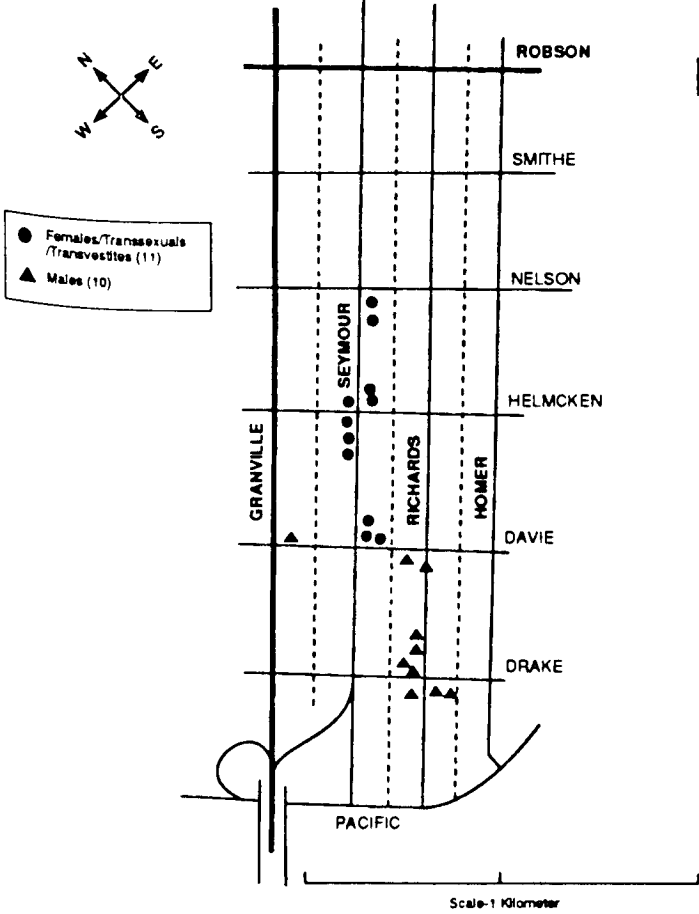 N
E
W
S
ROBSON
SMITHE
Females/Transsexuals
/Transvestites (11)
Males (10)
NELSON
SEYMOUR
HELMCKEN
GRANVILLE
RICHARDS
HOMER
DAVIE
DRAKE
PACIFIC
Scale-1 Kilometer